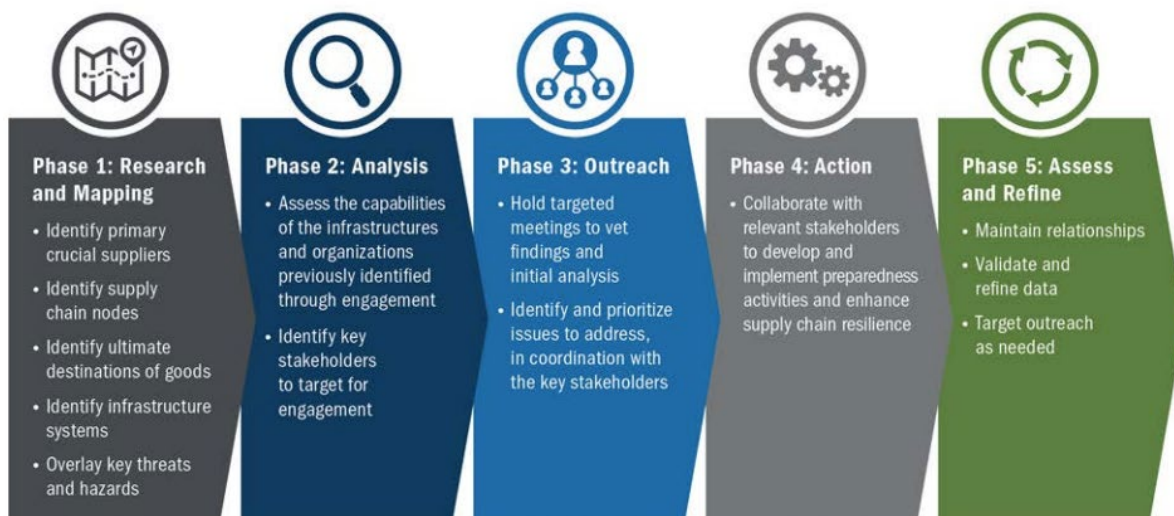 Phase 1: Research
and Mapping
• Identify primary
crucial suppliers
• Identify supply
chain nodes
• Identify ultimate
destinations of goods
• Identify infrastructure
systems
• Overlay key threats
and hazards
Phase 2: Analysis
• Assess the capabilities
of the infrastructures
and organizations
previously identified
through engagement
• Identify key
stakeholders
to target for
engagement
Phase 3: Outreach
• Hold targeted
meetings to vet
findings and
initial analysis
• Identify and prioritize
issues to address,
in coordination with
the key stakeholders
Phase 4: Action
• Collaborate with
relevant stakeholders
to develop and
implement preparedness
activities and enhance
supply chain resilience
Phase 5: Assess
and Refine
• Maintain relationships
• Validate and
refine data
• Target outreach
as needed